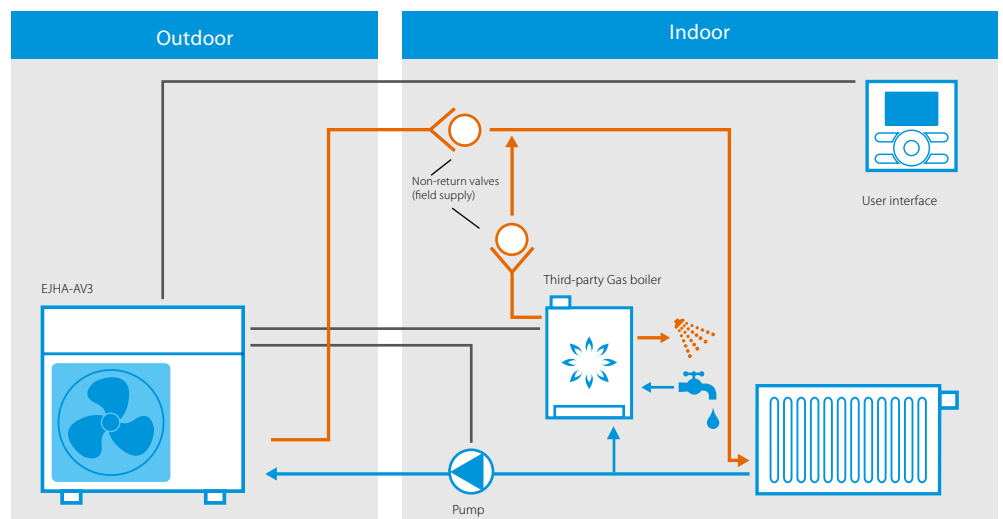 Outdoor
Indoor
Non-return valves
(field supply)
User interface
Third-party Gas boiler
EJHA-AV3
Pump